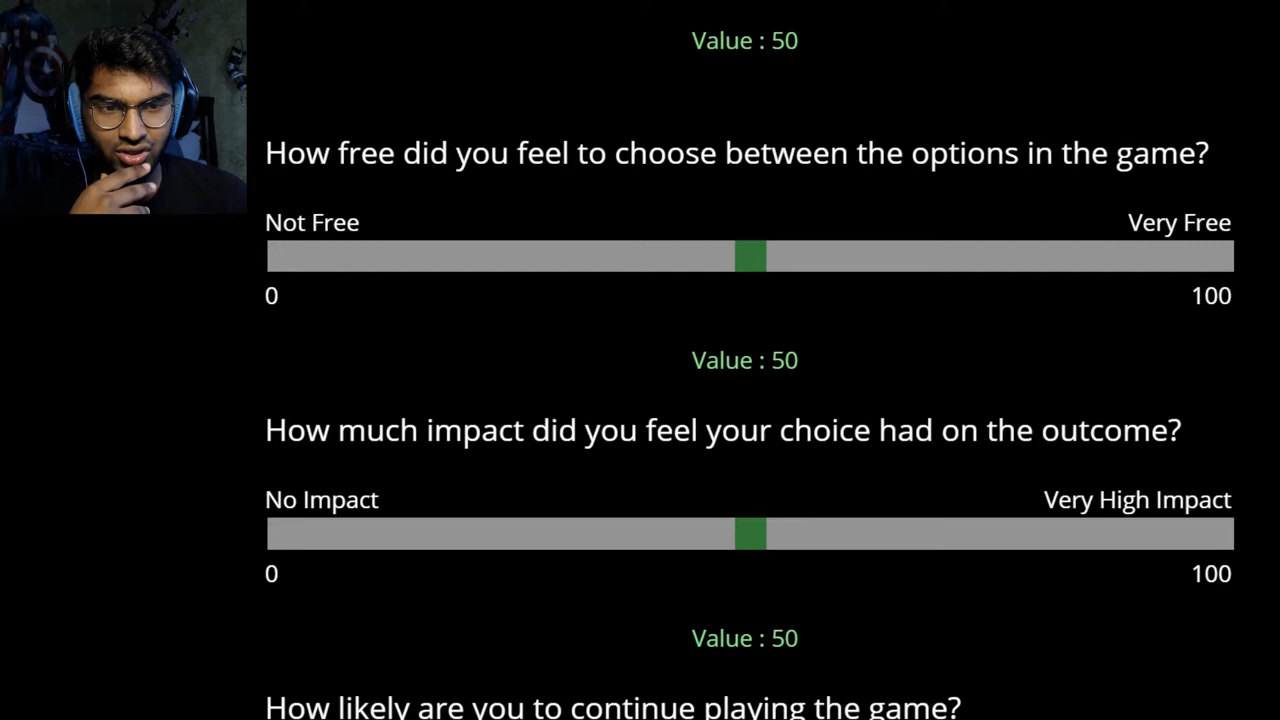 Value : 50
How free did you feel to choose between the options in the game?
Not Free Very Free
0 100
Value : 50
How much impact did you feel your choice had on the outcome?
No Impact Very High Impact
0 100
Value : 50
How likely are you to continue playing the game?